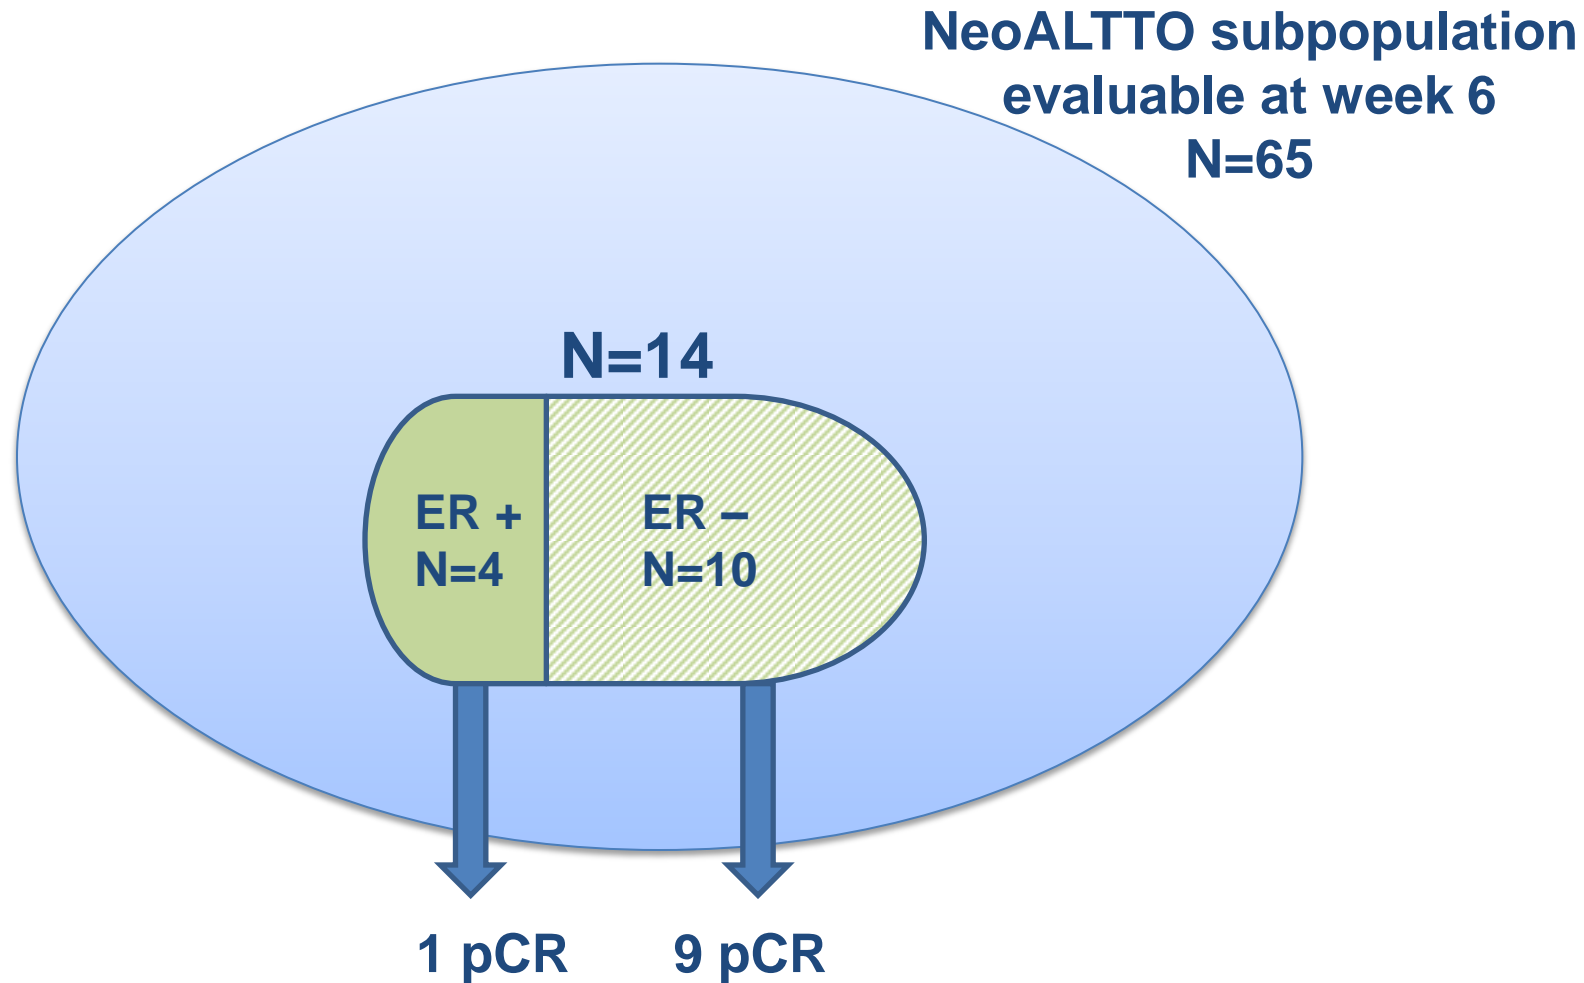 NeoALTTO subpopulation
evaluable at week 6
N=65
N=14
ER +
N=4
ER –
N=10
1 pCR
9 pCR